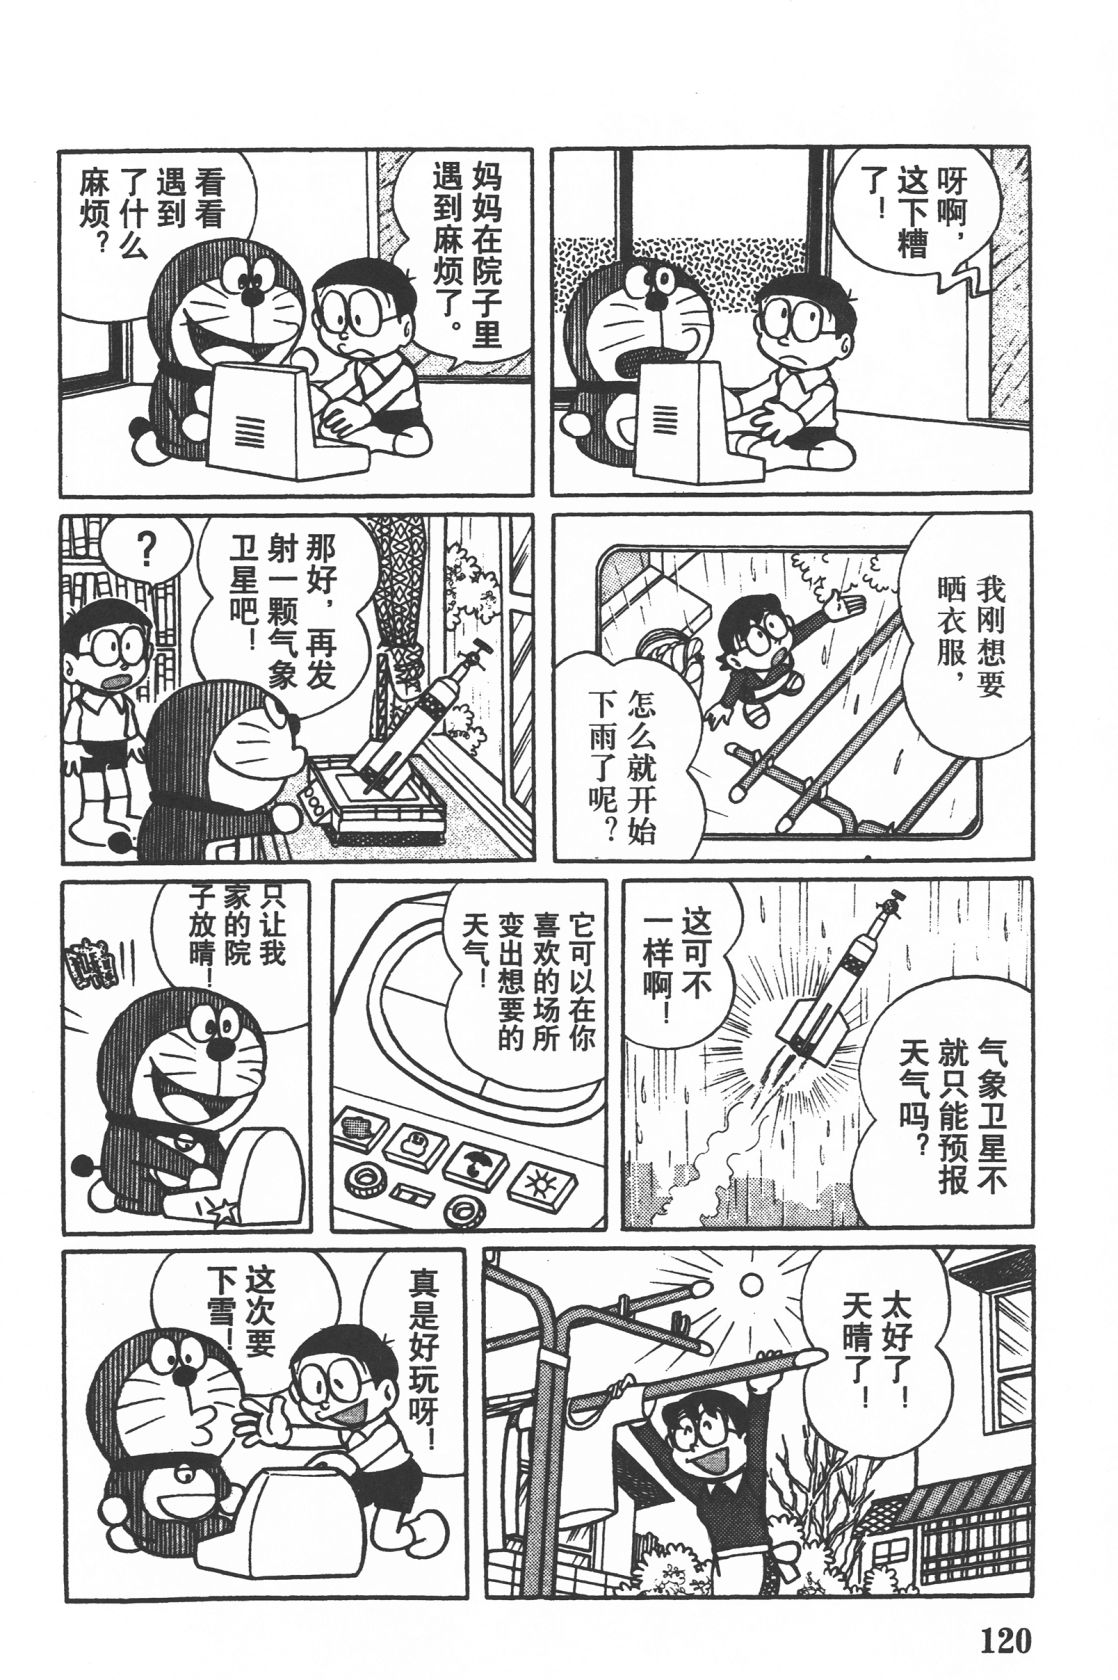 呀啊，
这下糟
了！
妈妈在院子里
遇到麻烦了。
看看
遇到
了什么
麻烦？
我刚想要
晒衣服，
怎么就开始
下雨了呢？
那好，再发
射一颗气象
卫星吧！
？
气象卫星不
就只能预报
天气吗？
这可不
一样啊！
它可以在你
喜欢的场所
变出想要的
天气！
只让我
家的院
子放晴！
太好了！
天晴了！
真是好玩呀！
这次要
下雪！
120